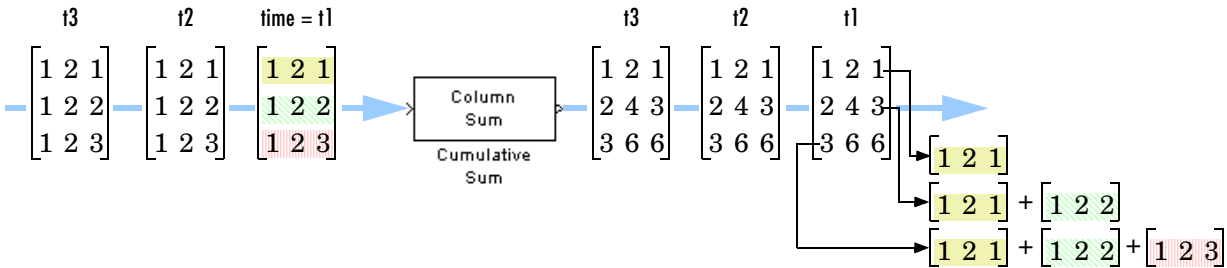 t3 t2 time = t1 t3 t2 t1
1 2 1 1 2 1 1 2 1 1 2 1 1 2 1 1 2 1
1 2 2 1 2 2 1 2 2 2 4 3 2 4 3 2 4 3
1 2 3 1 2 3 1 2 3 3 6 6 3 6 6 3 6 6
Column
Sum
Cumulative
Sum
[1 2 1]
[1 2 1] + [1 2 2]
[1 2 1] + [1 2 2] + [1 2 3]